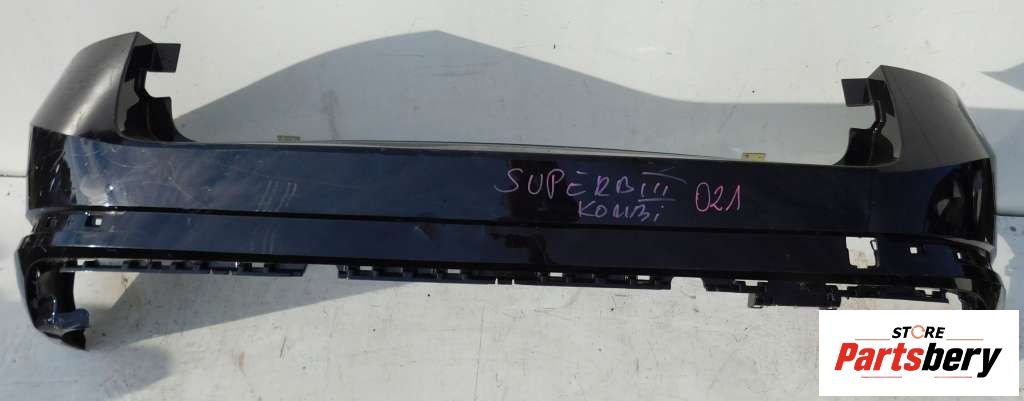 SUPERB III 021
KOMBi
STORE
Partsbery